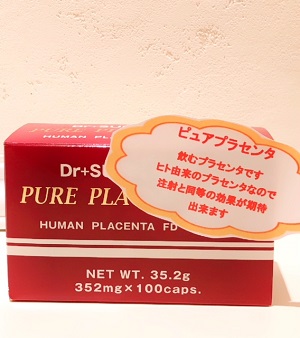 Dr+SU
PURE PLA
HUMAN PLACENTA FD
NET WT. 35.2g
352mg×100caps.
ピュアプラセンタ
飲むプラセンタです
ヒト由来のプラセンタなので
注射と同等の効果が期待
出来ます